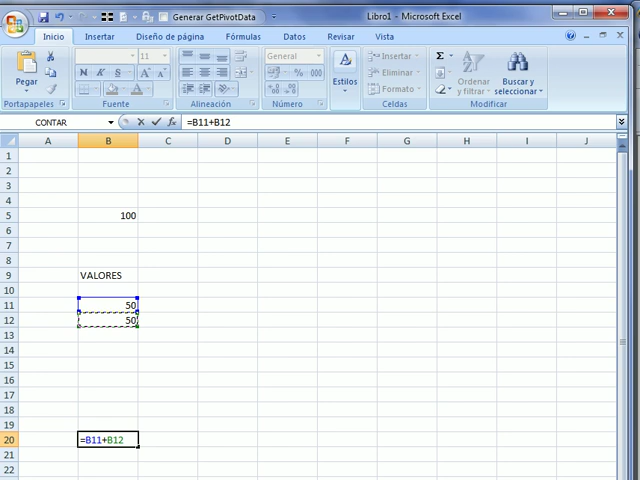 Generar GetPivotData
Libro1 - Microsoft Excel
Inicio Insertar Diseño de página Fórmulas Datos Revisar Vista
Pegar
11
N K S A A
General
% 000
Estilos
Insertar
Eliminar
Formato
Σ
Ordenar y filtrar
Buscar y seleccionar
Portapapeles Fuente Alineación Número Celdas Modificar
CONTAR fx =B11+B12
A B C D E F G H I J
1
2
3
4
5 100
6
7
8
9 VALORES
10
11 50
12 50
13
14
15
16
17
18
19
20 =B11+B12
21
22